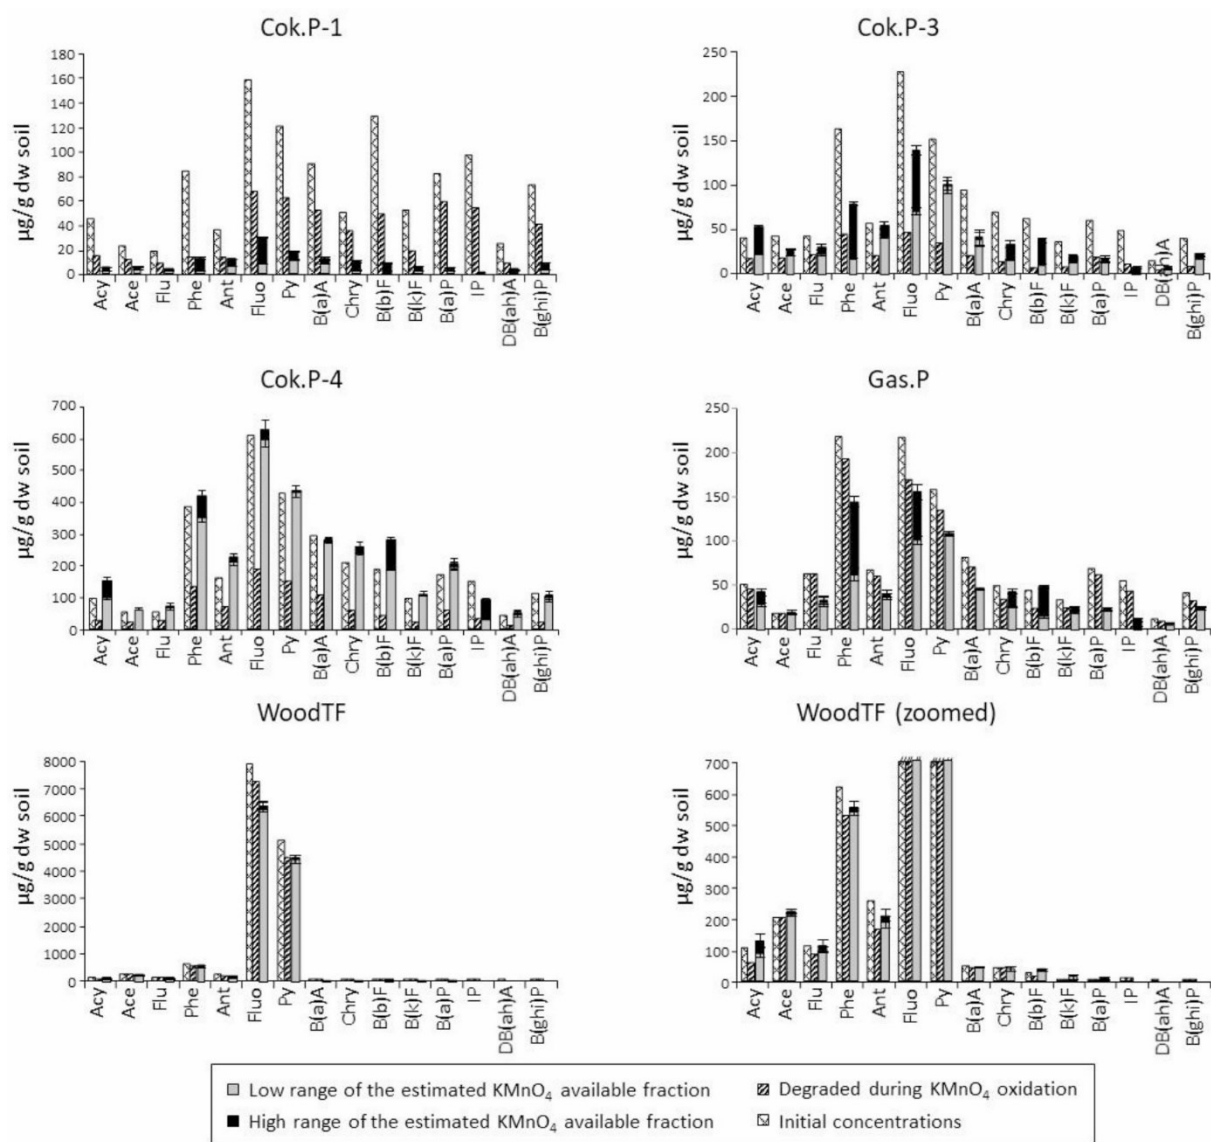 Cok.P-1
µg/g dw soil
180
160
140
120
100
80
60
40
20
0
Acy
Ace
Flu
Phe
Ant
Fluo
Py
B(a)A
Chry
B(b)F
B(k)F
B(a)P
IP
DB(ah)A
B(ghi)P
Cok.P-3
µg/g dw soil
250
200
150
100
50
0
Acy
Ace
Flu
Phe
Ant
Fluo
Py
B(a)A
Chry
B(b)F
B(k)F
B(a)P
IP
DB(ah)A
B(ghi)P
Cok.P-4
µg/g dw soil
700
600
500
400
300
200
100
0
Acy
Ace
Flu
Phe
Ant
Fluo
Py
B(a)A
Chry
B(b)F
B(k)F
B(a)P
IP
DB(ah)A
B(ghi)P
Gas.P
µg/g dw soil
250
200
150
100
50
0
Acy
Ace
Flu
Phe
Ant
Fluo
Py
B(a)A
Chry
B(b)F
B(k)F
B(a)P
IP
DB(ah)A
B(ghi)P
WoodTF
µg/g dw soil
8000
7000
6000
5000
4000
3000
2000
1000
0
Acy
Ace
Flu
Phe
Ant
Fluo
Py
B(a)A
Chry
B(b)F
B(k)F
B(a)P
IP
DB(ah)A
B(ghi)P
WoodTF (zoomed)
µg/g dw soil
700
600
500
400
300
200
100
0
Acy
Ace
Flu
Phe
Ant
Fluo
Py
B(a)A
Chry
B(b)F
B(k)F
B(a)P
IP
DB(ah)A
B(ghi)P
Low range of the estimated KMnO₄ available fraction
High range of the estimated KMnO₄ available fraction
Degraded during KMnO₄ oxidation
Initial concentrations